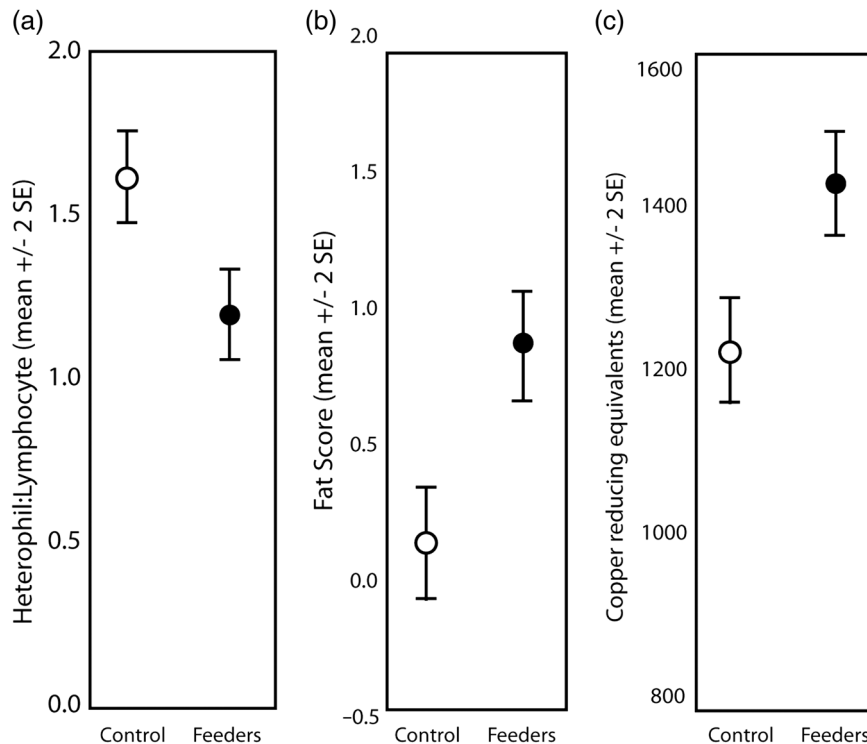 (a)
Heterophil:Lymphocyte (mean +/- 2 SE)
2.0
1.5
1.0
0.5
0.0
Control Feeders
(b)
Fat Score (mean +/- 2 SE)
2.0
1.5
1.0
0.5
0.0
–0.5
Control Feeders
(c)
Copper reducing equivalents (mean +/- 2 SE)
1600
1400
1200
1000
800
Control Feeders